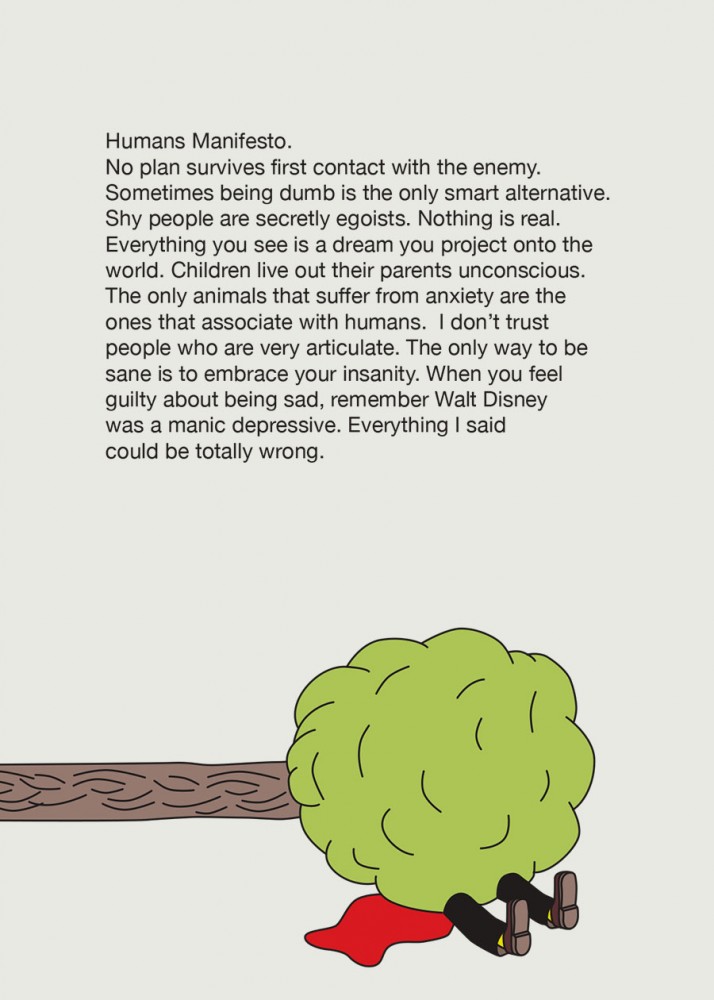 Humans Manifesto.
No plan survives first contact with the enemy.
Sometimes being dumb is the only smart alternative.
Shy people are secretly egoists. Nothing is real.
Everything you see is a dream you project onto the
world. Children live out their parents unconscious.
The only animals that suffer from anxiety are the
ones that associate with humans.  I don’t trust
people who are very articulate. The only way to be
sane is to embrace your insanity. When you feel
guilty about being sad, remember Walt Disney
was a manic depressive. Everything I said
could be totally wrong.